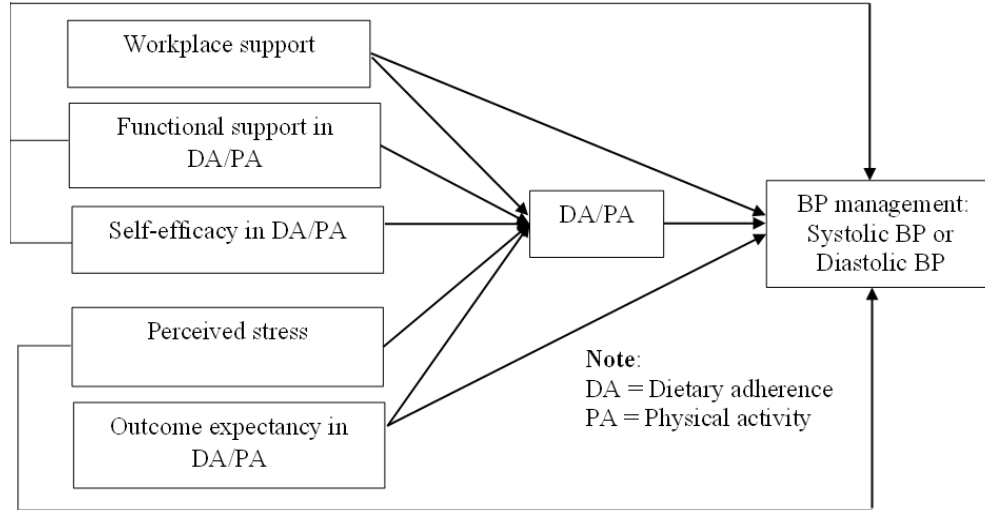 Workplace support
Functional support in
DA/PA
Self-efficacy in DA/PA
Perceived stress
Outcome expectancy in
DA/PA
DA/PA
BP management:
Systolic BP or
Diastolic BP
Note:
DA = Dietary adherence
PA = Physical activity